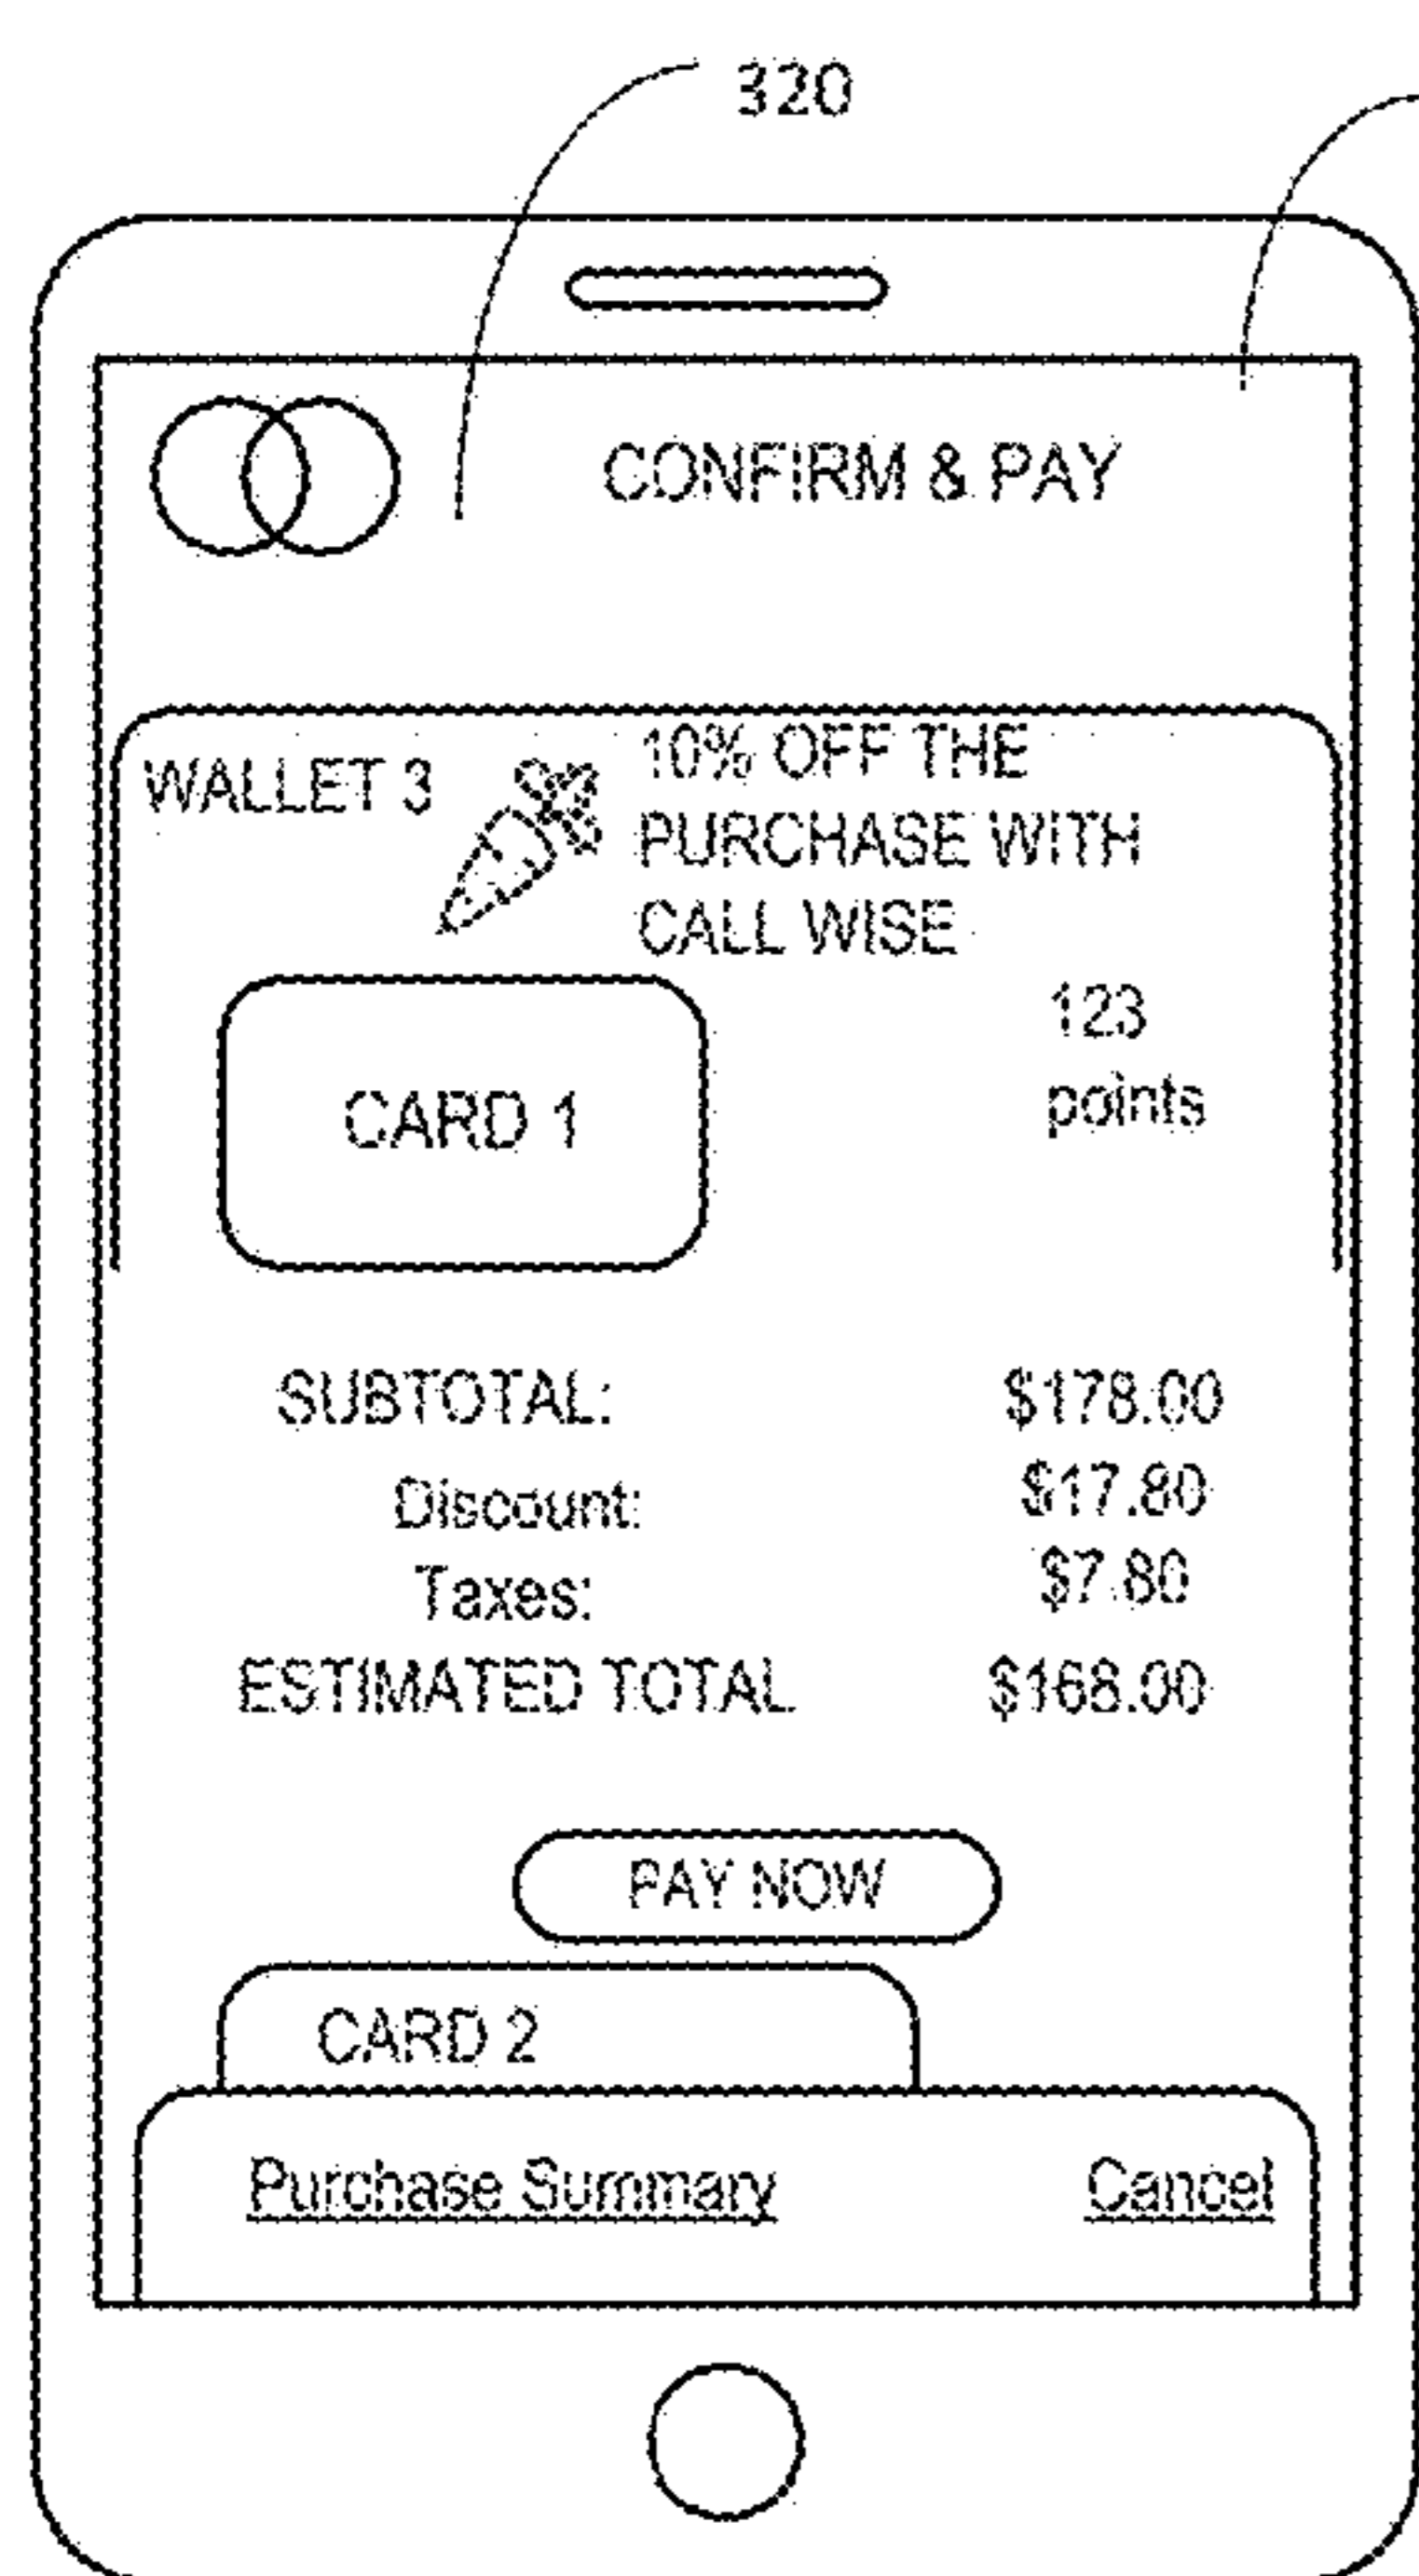 320
CONFIRM & PAY
WALLET 3
10% OFF THE
PURCHASE WITH
CALL WISE
123
points
CARD 1
SUBTOTAL: $178.00
Discount: $17.80
Taxes: $7.80
ESTIMATED TOTAL $168.00
PAY NOW
CARD 2
Purchase Summary Cancel